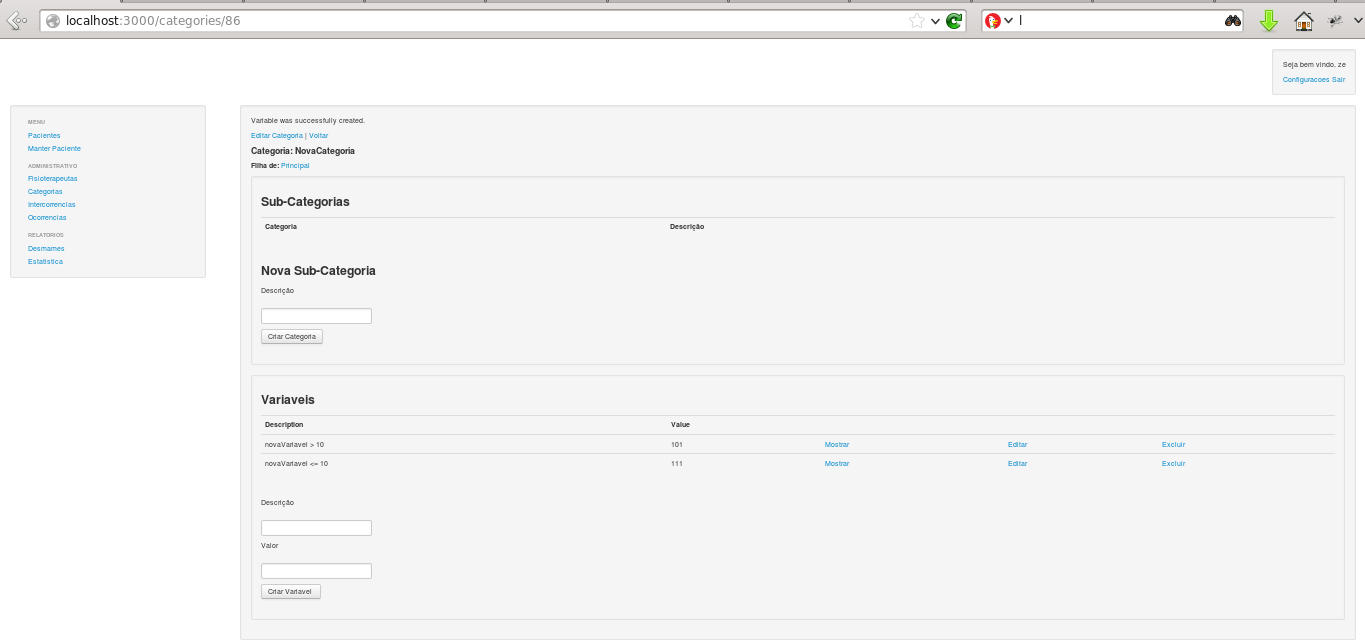 localhost:3000/categories/86
l
Seja bem vindo, ze
Configuracoes Sair
MENU
Pacientes
Manter Paciente
ADMINISTRATIVO
Fisioterapeutas
Categorias
Intercorrencias
Ocorrencias
RELATORIOS
Desmames
Estatistica
Variable was successfully created.
Editar Categoria | Voltar
Categoria: NovaCategoria
Filha de: Principal
Sub-Categorias
Categoria Descrição
Nova Sub-Categoria
Descrição
Criar Categoria
Variaveis
Description Value
novaVariavel > 10 101 Mostrar Editar Excluir
novaVariavel <= 10 111 Mostrar Editar Excluir
Descrição
Valor
Criar Variavel